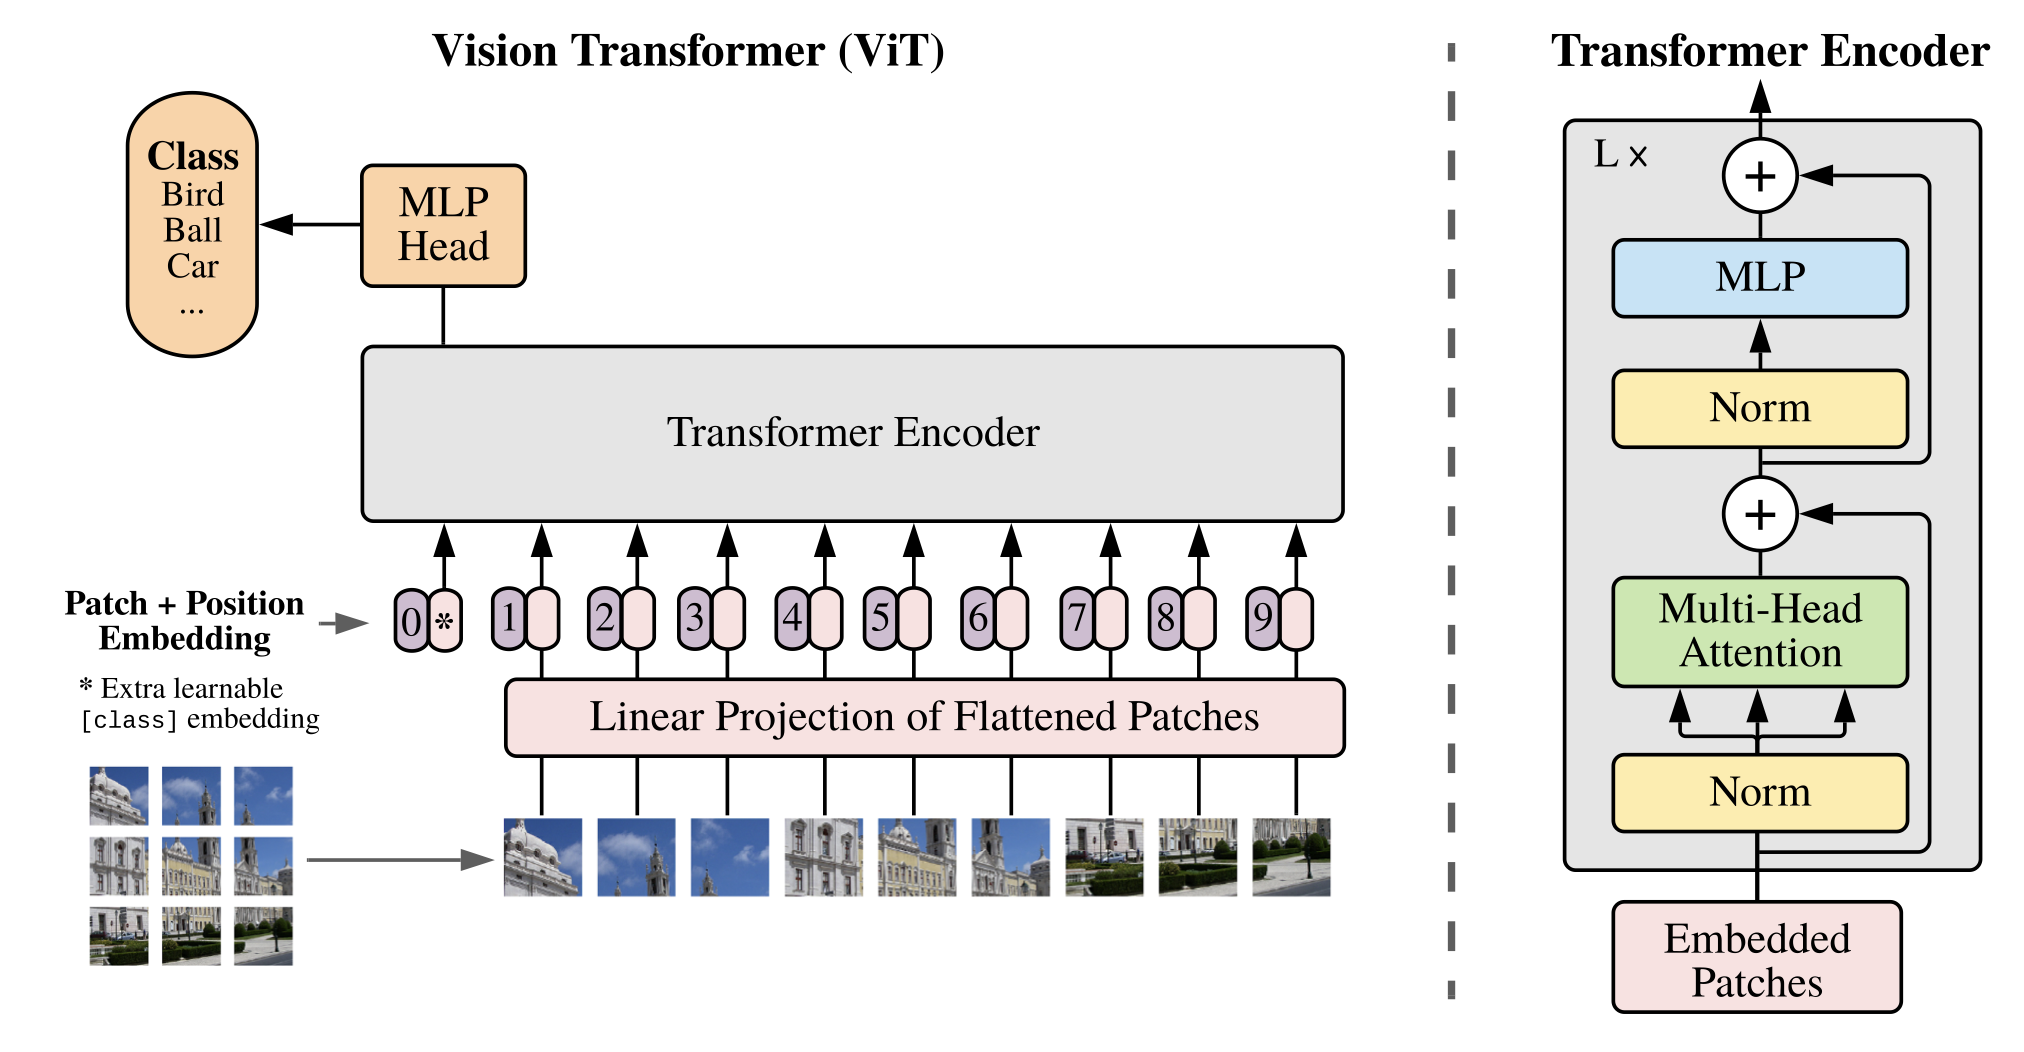 Vision Transformer (ViT)
Class
Bird
Ball
Car
...
MLP
Head
Transformer Encoder
Patch + Position
Embedding
0 * 1 2 3 4 5 6 7 8 9
* Extra learnable
[class] embedding
Linear Projection of Flattened Patches
Transformer Encoder
L ×
+
MLP
Norm
+
Multi-Head
Attention
Norm
Embedded
Patches